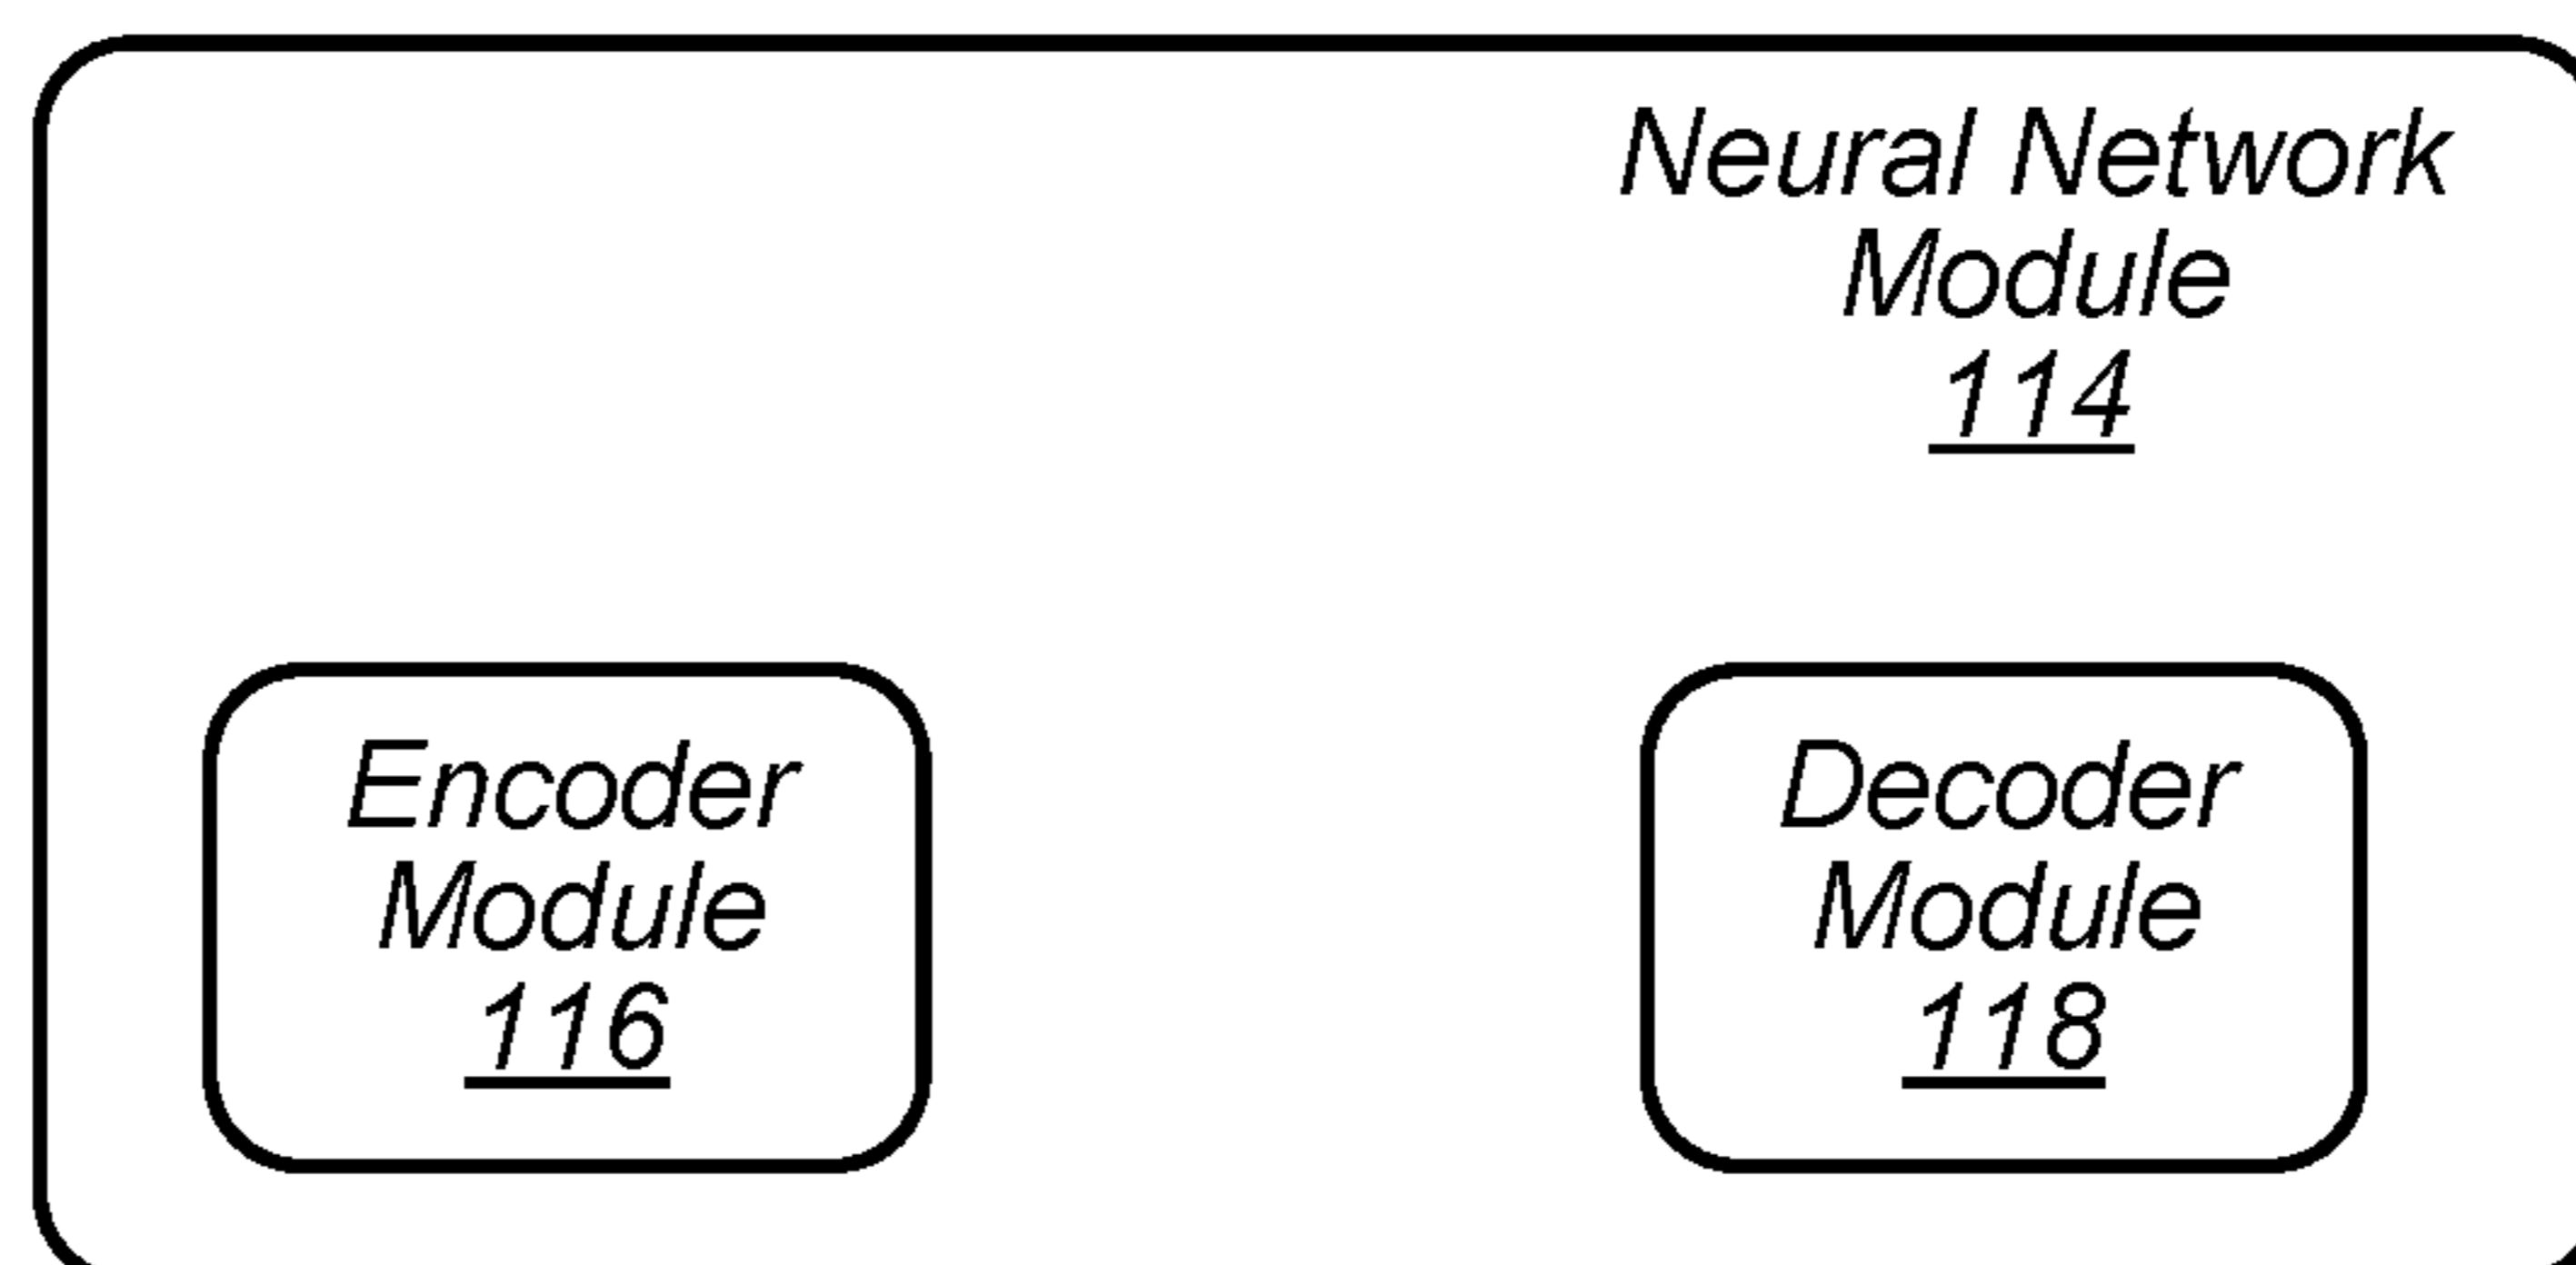 Neural Network
Module
114
Encoder
Module
116
Decoder
Module
118